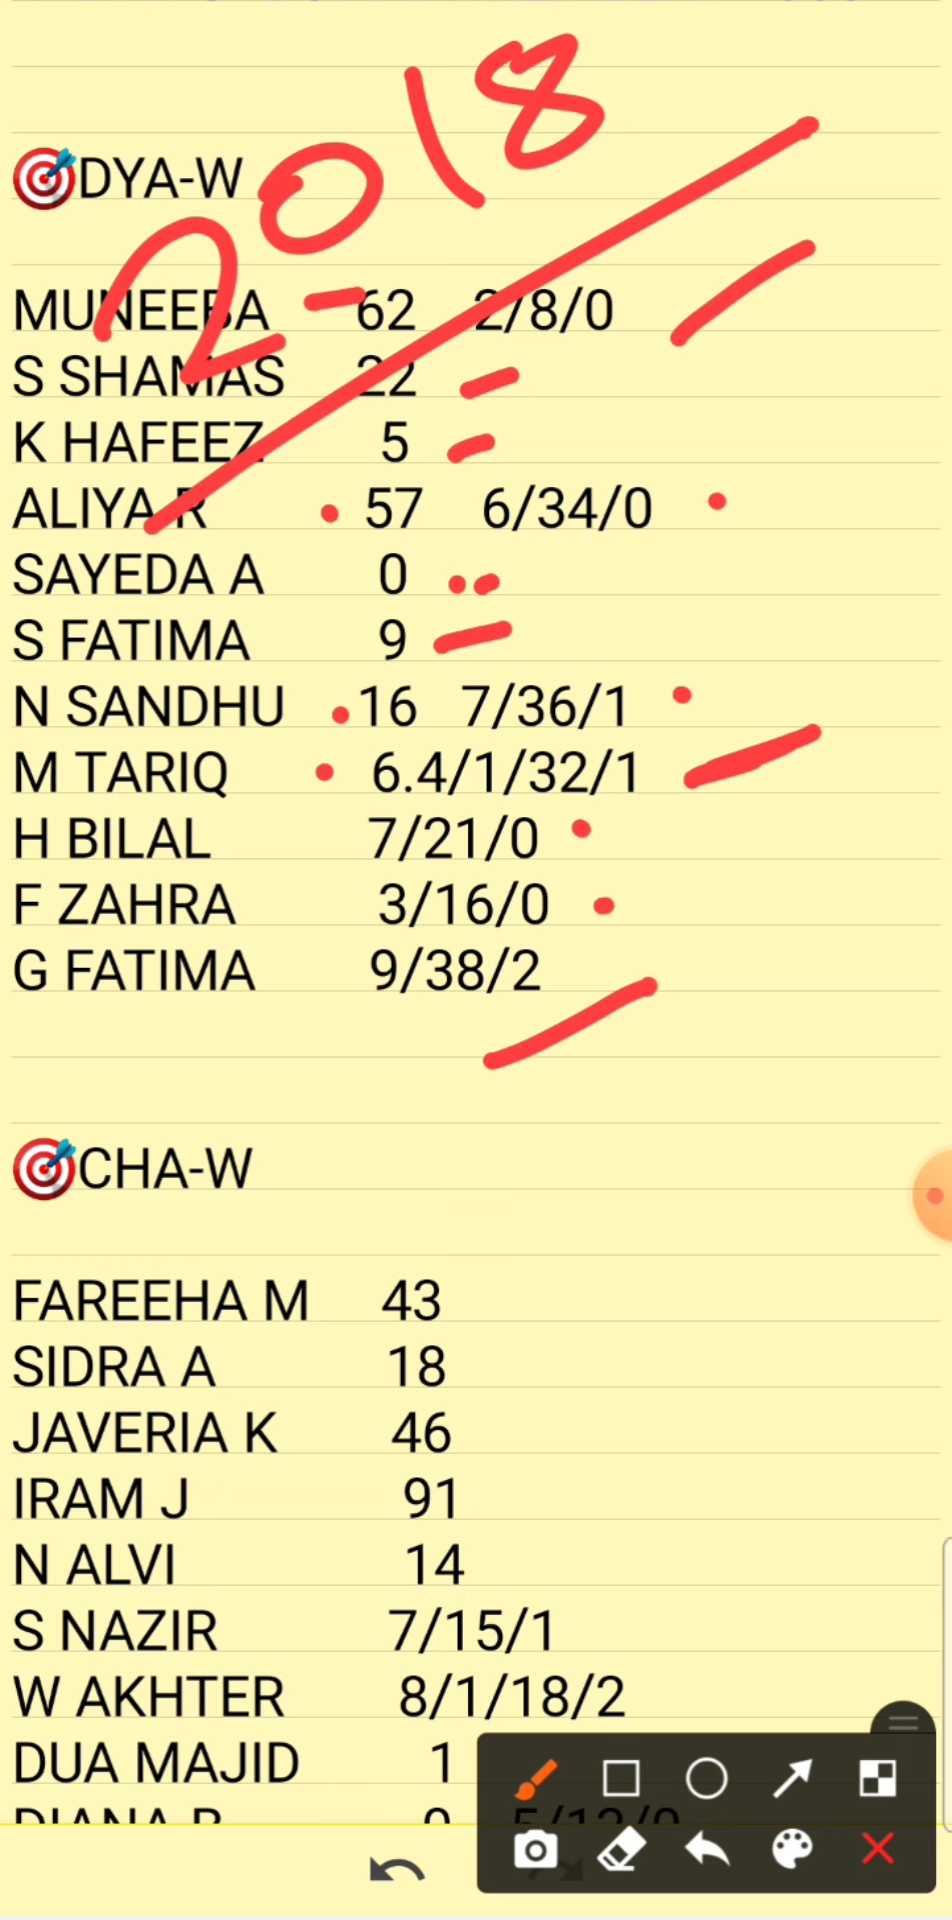 2018
DYA-W
MUNEEBA 62 2/8/0
S SHAMAS 22
K HAFEEZ 5
ALIYA R 57 6/34/0
SAYEDA A 0
S FATIMA 9
N SANDHU 16 7/36/1
M TARIQ 6.4/1/32/1
H BILAL 7/21/0
F ZAHRA 3/16/0
G FATIMA 9/38/2
CHA-W
FAREEHA M 43
SIDRA A 18
JAVERIA K 46
IRAM J 91
N ALVI 14
S NAZIR 7/15/1
W AKHTER 8/1/18/2
DUA MAJID 1